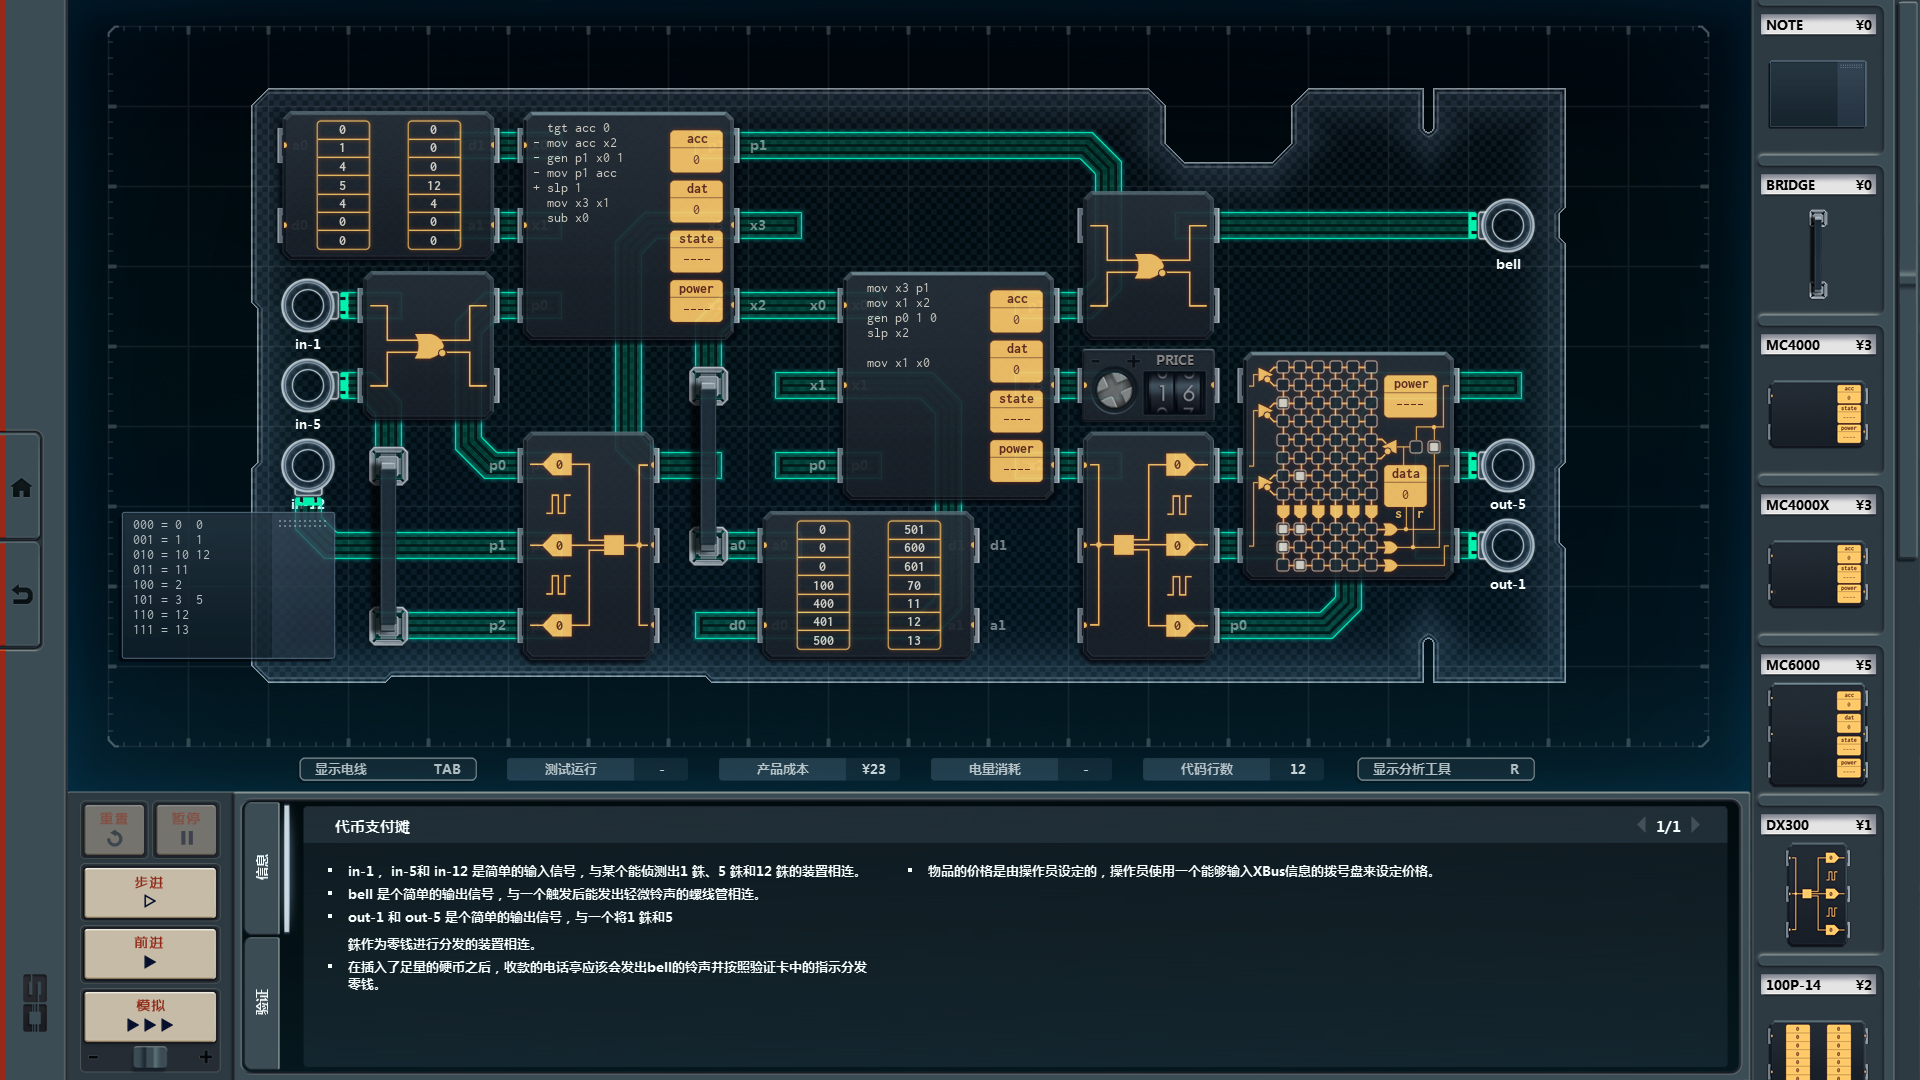 NOTE ¥0
BRIDGE ¥0
MC4000 ¥3
MC4000X ¥3
MC6000 ¥5
DX300 ¥1
100P-14 ¥2
0 0
1 0
4 0
5 12
4 4
0 0
0 0
tgt acc 0
- mov acc x2
- gen p1 x0 1
- mov p1 acc
+ slp 1
mov x3 x1
sub x0
acc
0
dat
0
state
----
power
----
p1
x3
x2
x0
x1
p0
mov x3 p1
mov x1 x2
gen p0 1 0
slp x2
mov x1 x0
acc
0
dat
0
state
----
power
----
in-1
in-5
in-12
bell
out-5
out-1
- + PRICE
16
power
----
data
0
s r
000 = 0 0
001 = 1 1
010 = 10 12
011 = 11
100 = 2
101 = 3 5
110 = 12
111 = 13
p0
p1
p2
0
0
0
a0
d0
0 501
0 600
0 601
100 70
400 11
401 12
500 13
d1
a1
0
0
0
p0
显示电线 TAB
测试运行 -
产品成本 ¥23
电量消耗 -
代码行数 12
显示分析工具 R
重置
暂停
步进
前进
模拟
- +
信息
验证
代币支付摊
1/1
▪ in-1， in-5和 in-12 是简单的输入信号，与某个能侦测出1 銖、5 銖和12 銖的装置相连。
▪ bell 是个简单的输出信号，与一个触发后能发出轻微铃声的螺线管相连。
▪ out-1 和 out-5 是个简单的输出信号，与一个将1 銖和5
銖作为零钱进行分发的装置相连。
▪ 在插入了足量的硬币之后，收款的电话亭应该会发出bell的铃声并按照验证卡中的指示分发
零钱。
▪ 物品的价格是由操作员设定的，操作员使用一个能够输入XBus信息的拨号盘来设定价格。